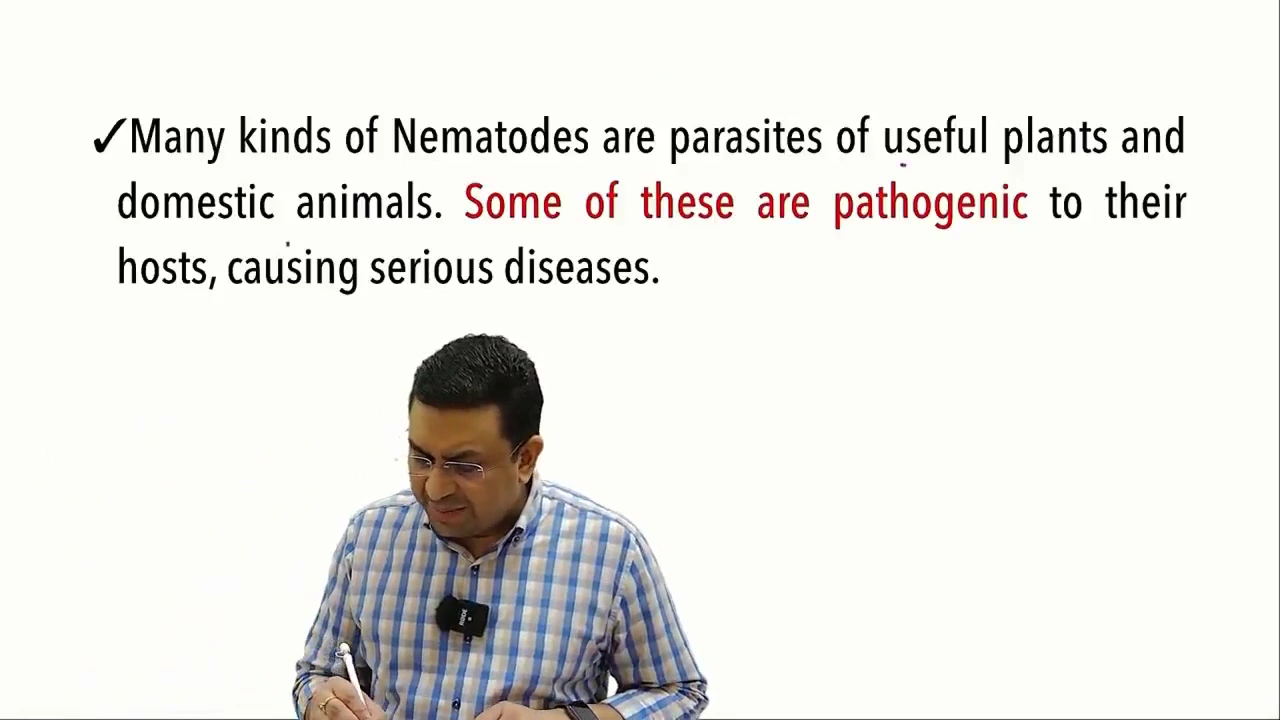 ✓Many kinds of Nematodes are parasites of useful plants and
domestic animals. Some of these are pathogenic to their
hosts, causing serious diseases.
RODE